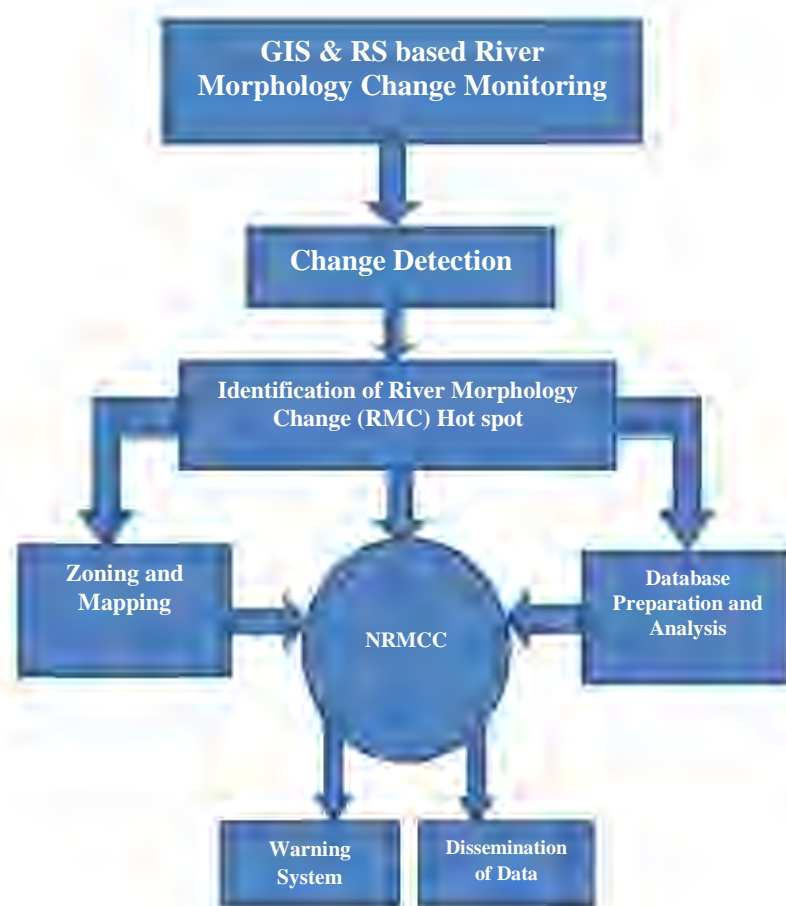 GIS & RS based River
Morphology Change Monitoring
Change Detection
Identification of River Morphology
Change (RMC) Hot spot
Zoning and
Mapping
NRMCC
Database
Preparation and
Analysis
Warning
System
Dissemination
of Data